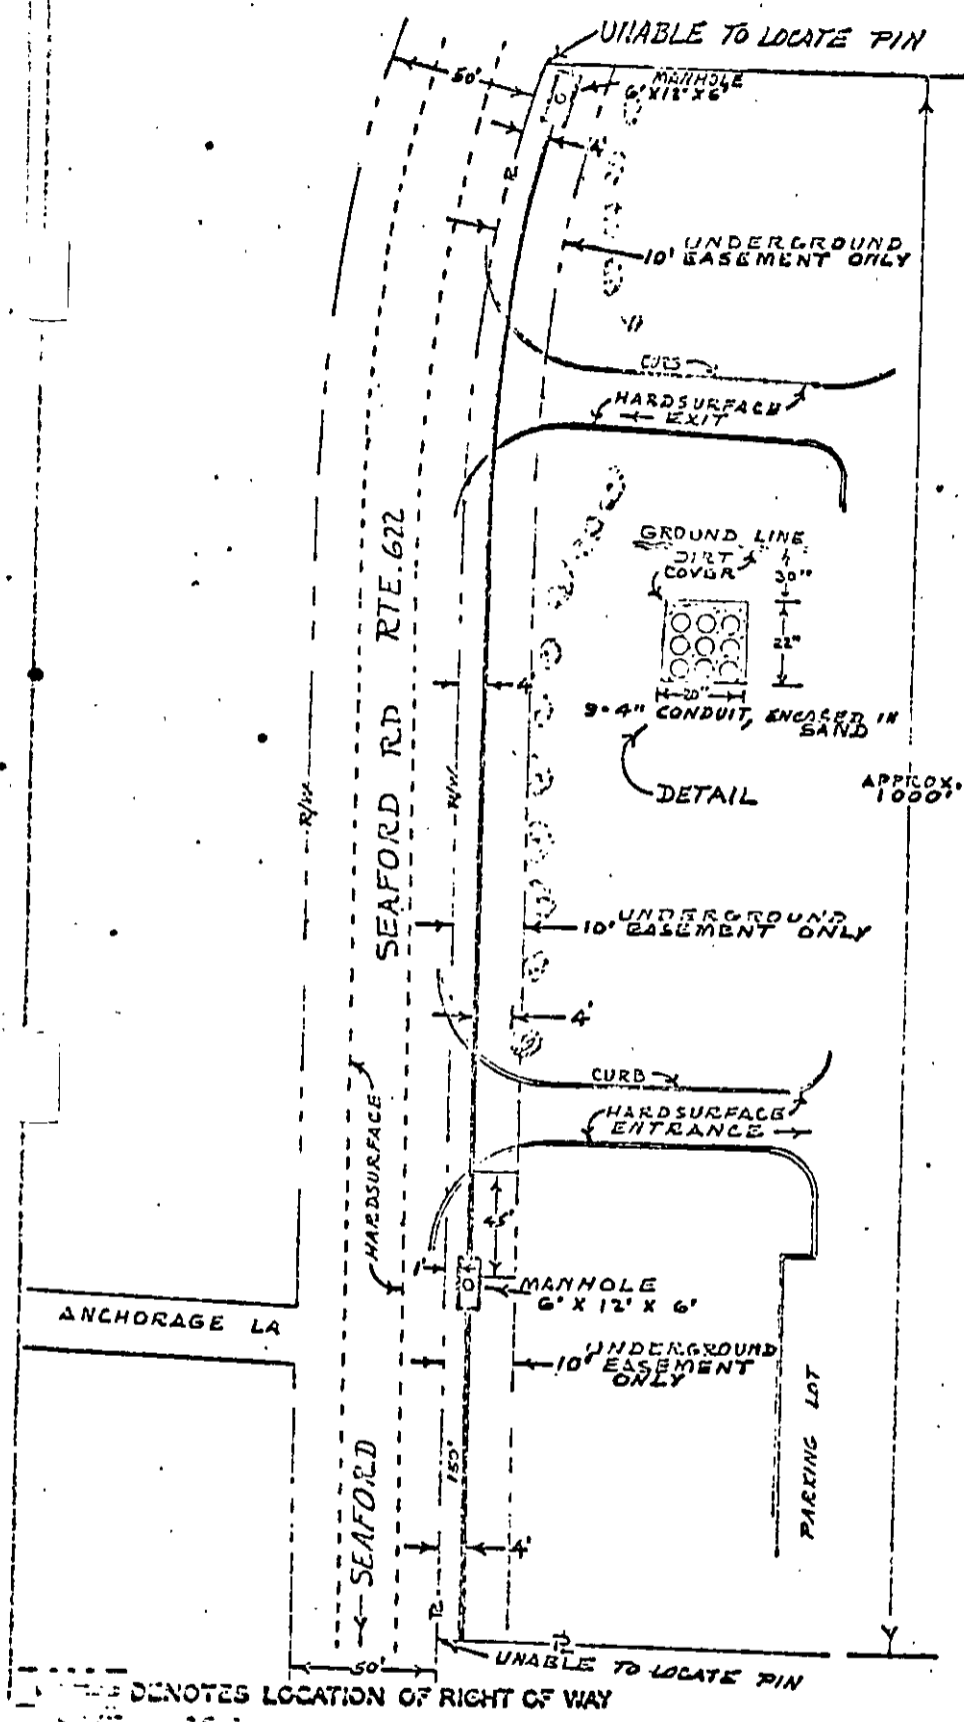 UNABLE TO LOCATE PIN
50'
MANHOLE
6' X 12' X 6'
R
4'
UNDERGROUND
10' EASEMENT ONLY
CURB
HARDSURFACE
← EXIT
GROUND LINE
DIRT
COVER
30"
22"
20"
9-4" CONDUIT, ENCASED IN
SAND
DETAIL
SEAFORD RD RTE. 622
R/W
R/W
4'
APPROX.
1000'
UNDERGROUND
10' EASEMENT ONLY
4'
CURB
HARDSURFACE
ENTRANCE →
HARDSURFACE
45'
1'
MANHOLE
6' X 12' X 6'
ANCHORAGE LA
UNDERGROUND
10' EASEMENT
ONLY
150'
PARKING LOT
← SEAFORD
4'
50'
UNABLE TO LOCATE PIN
DENOTES LOCATION OF RIGHT OF WAY